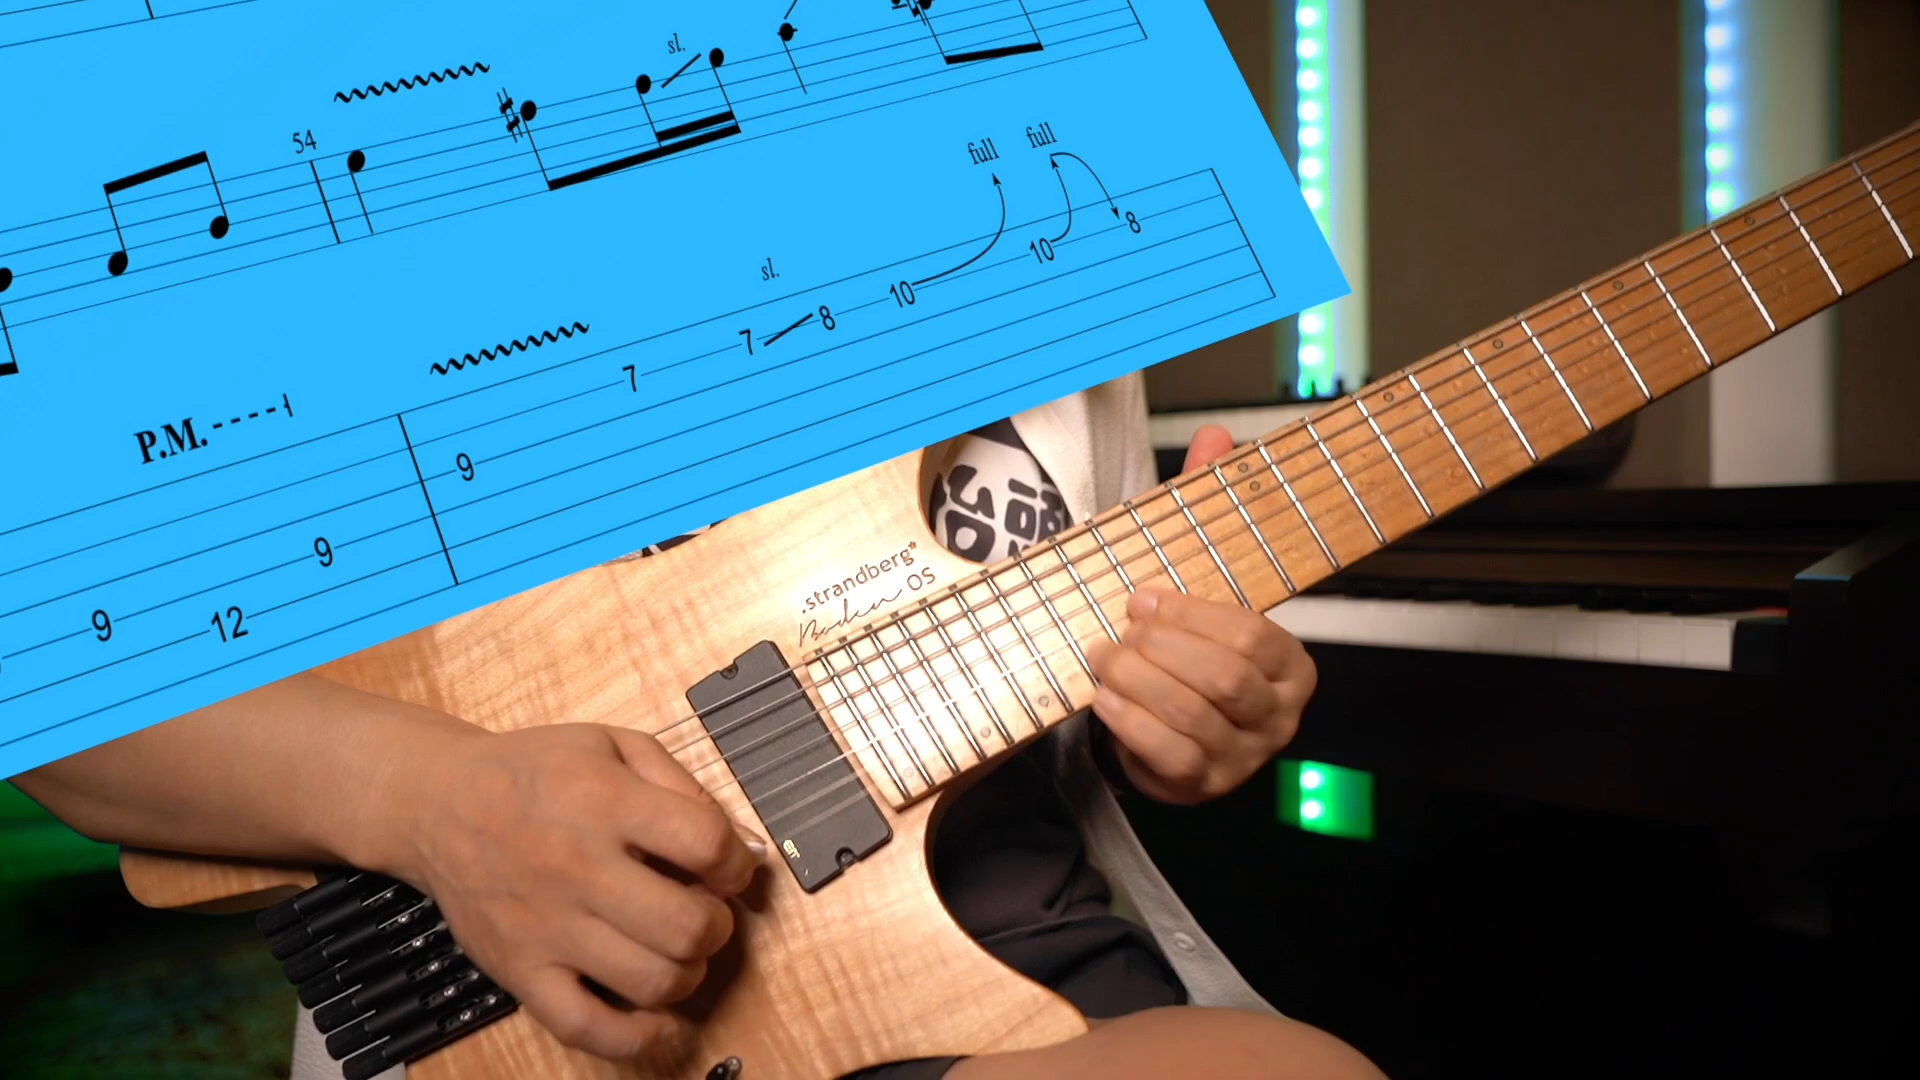 sl.
54
full full
sl.
7 7 8 10 10 8
P.M.
9 12 9 9
.strandberg*
Boden OS